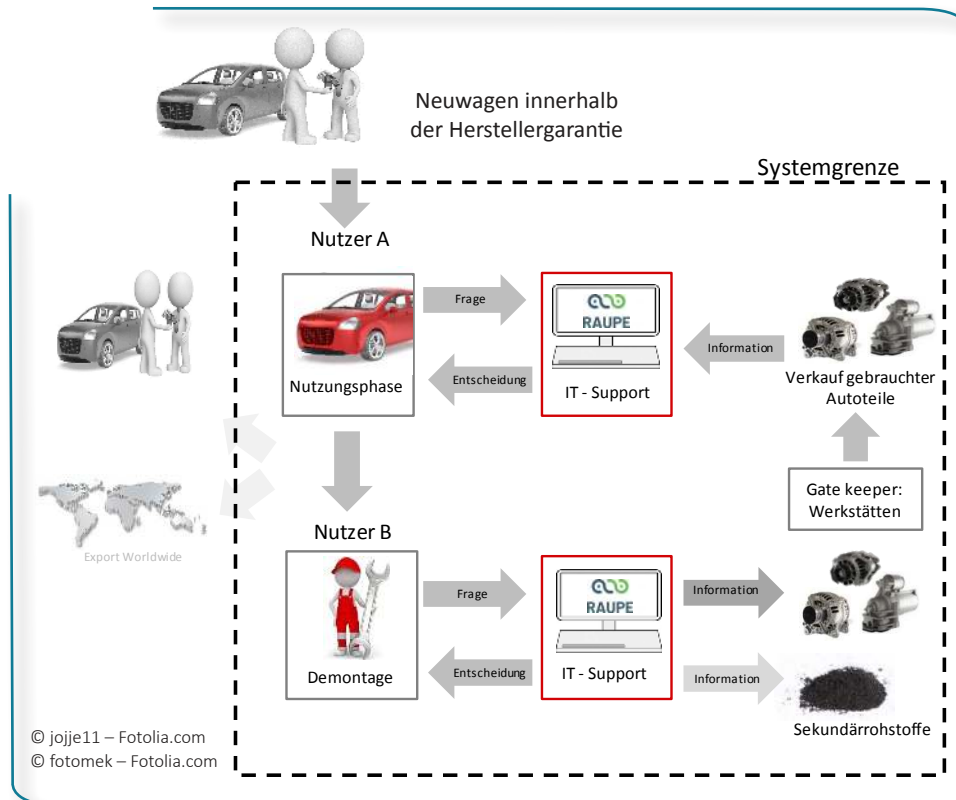 Neuwagen innerhalb
der Herstellergarantie
Systemgrenze
Nutzer A
Frage
RAUPE
Information
Entscheidung
Nutzungsphase
IT - Support
Verkauf gebrauchter
Autoteile
Gate keeper:
Werkstätten
Export Worldwide
Nutzer B
Frage
RAUPE
Information
Entscheidung
Information
Demontage
IT - Support
Sekundärrohstoffe
© jojje11 – Fotolia.com
© fotomek – Fotolia.com